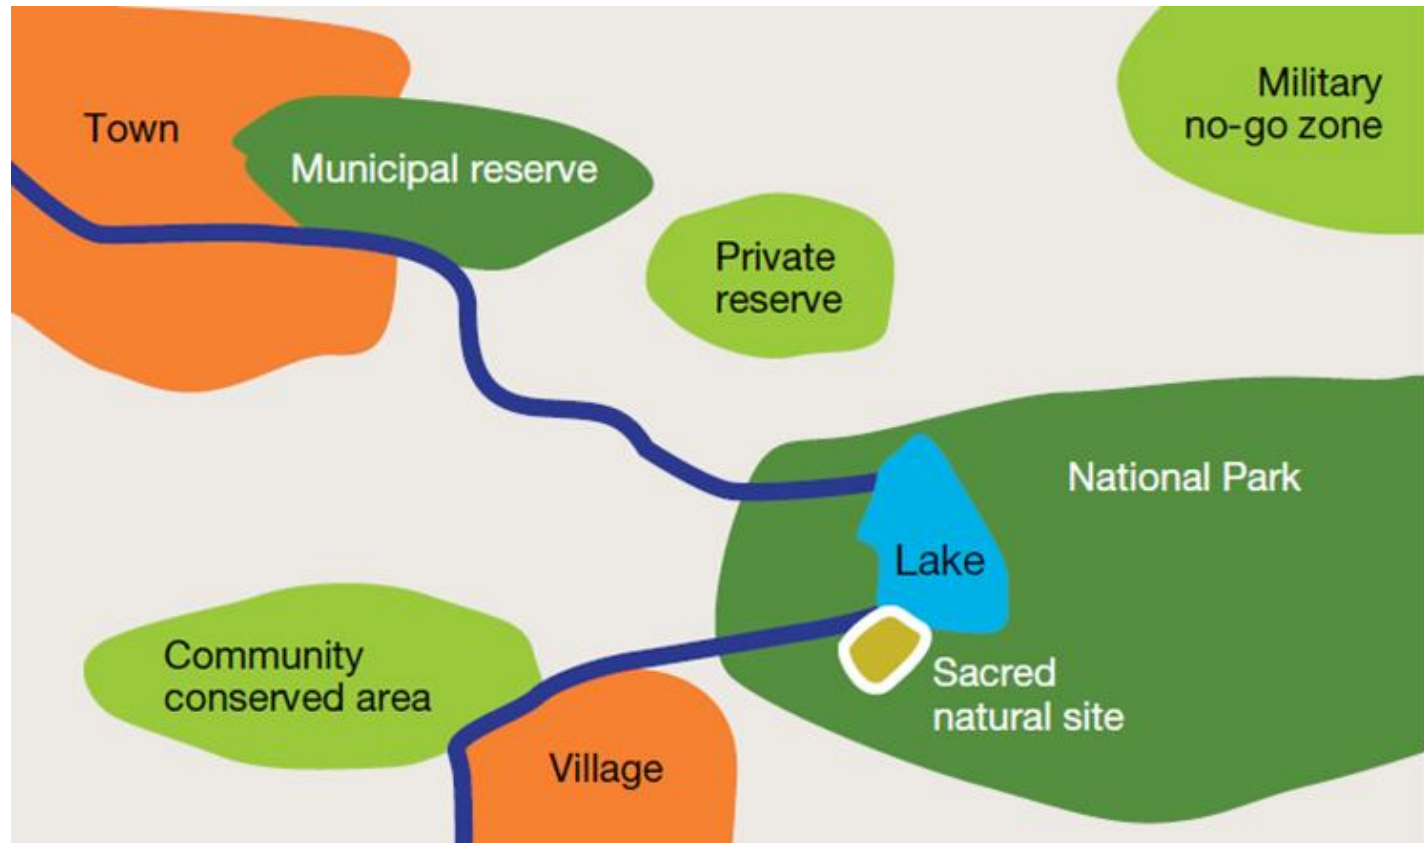 Town
Municipal reserve
Military
no-go zone
Private
reserve
National Park
Lake
Community
conserved area
Sacred
natural site
Village